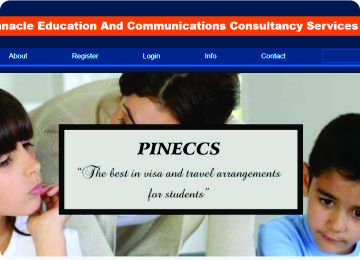 nnacle Education And Communications Consultancy Services
About Register Login Info Contact
PINECCS
“The best in visa and travel arrangements
for students”